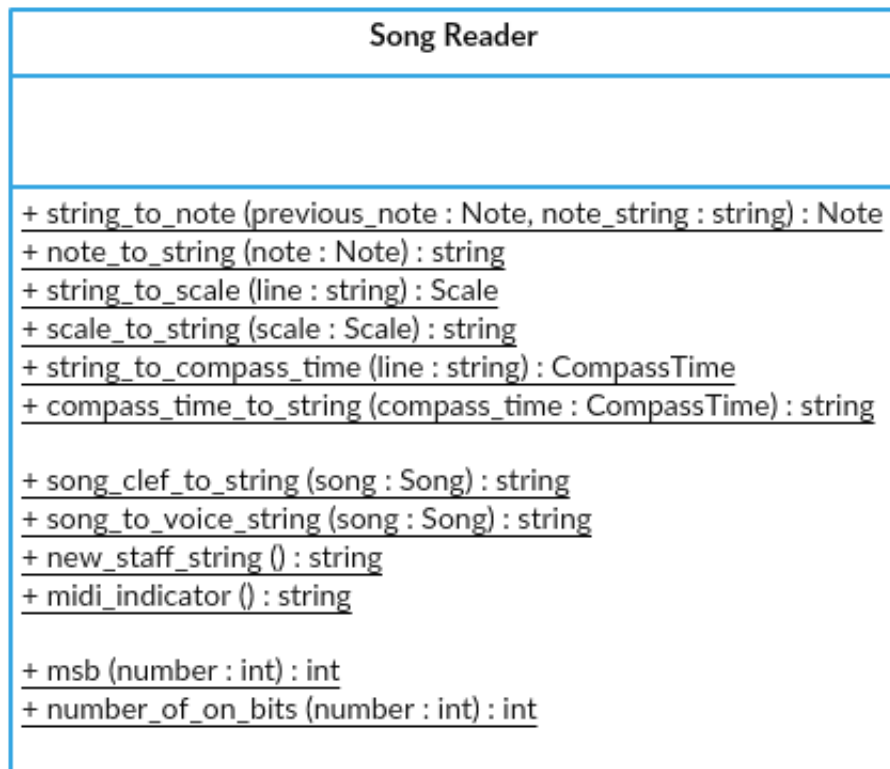 Song Reader
+ string_to_note (previous_note : Note, note_string : string) : Note
+ note_to_string (note : Note) : string
+ string_to_scale (line : string) : Scale
+ scale_to_string (scale : Scale) : string
+ string_to_compass_time (line : string) : CompassTime
+ compass_time_to_string (compass_time : CompassTime) : string
+ song_clef_to_string (song : Song) : string
+ song_to_voice_string (song : Song) : string
+ new_staff_string () : string
+ midi_indicator () : string
+ msb (number : int) : int
+ number_of_on_bits (number : int) : int